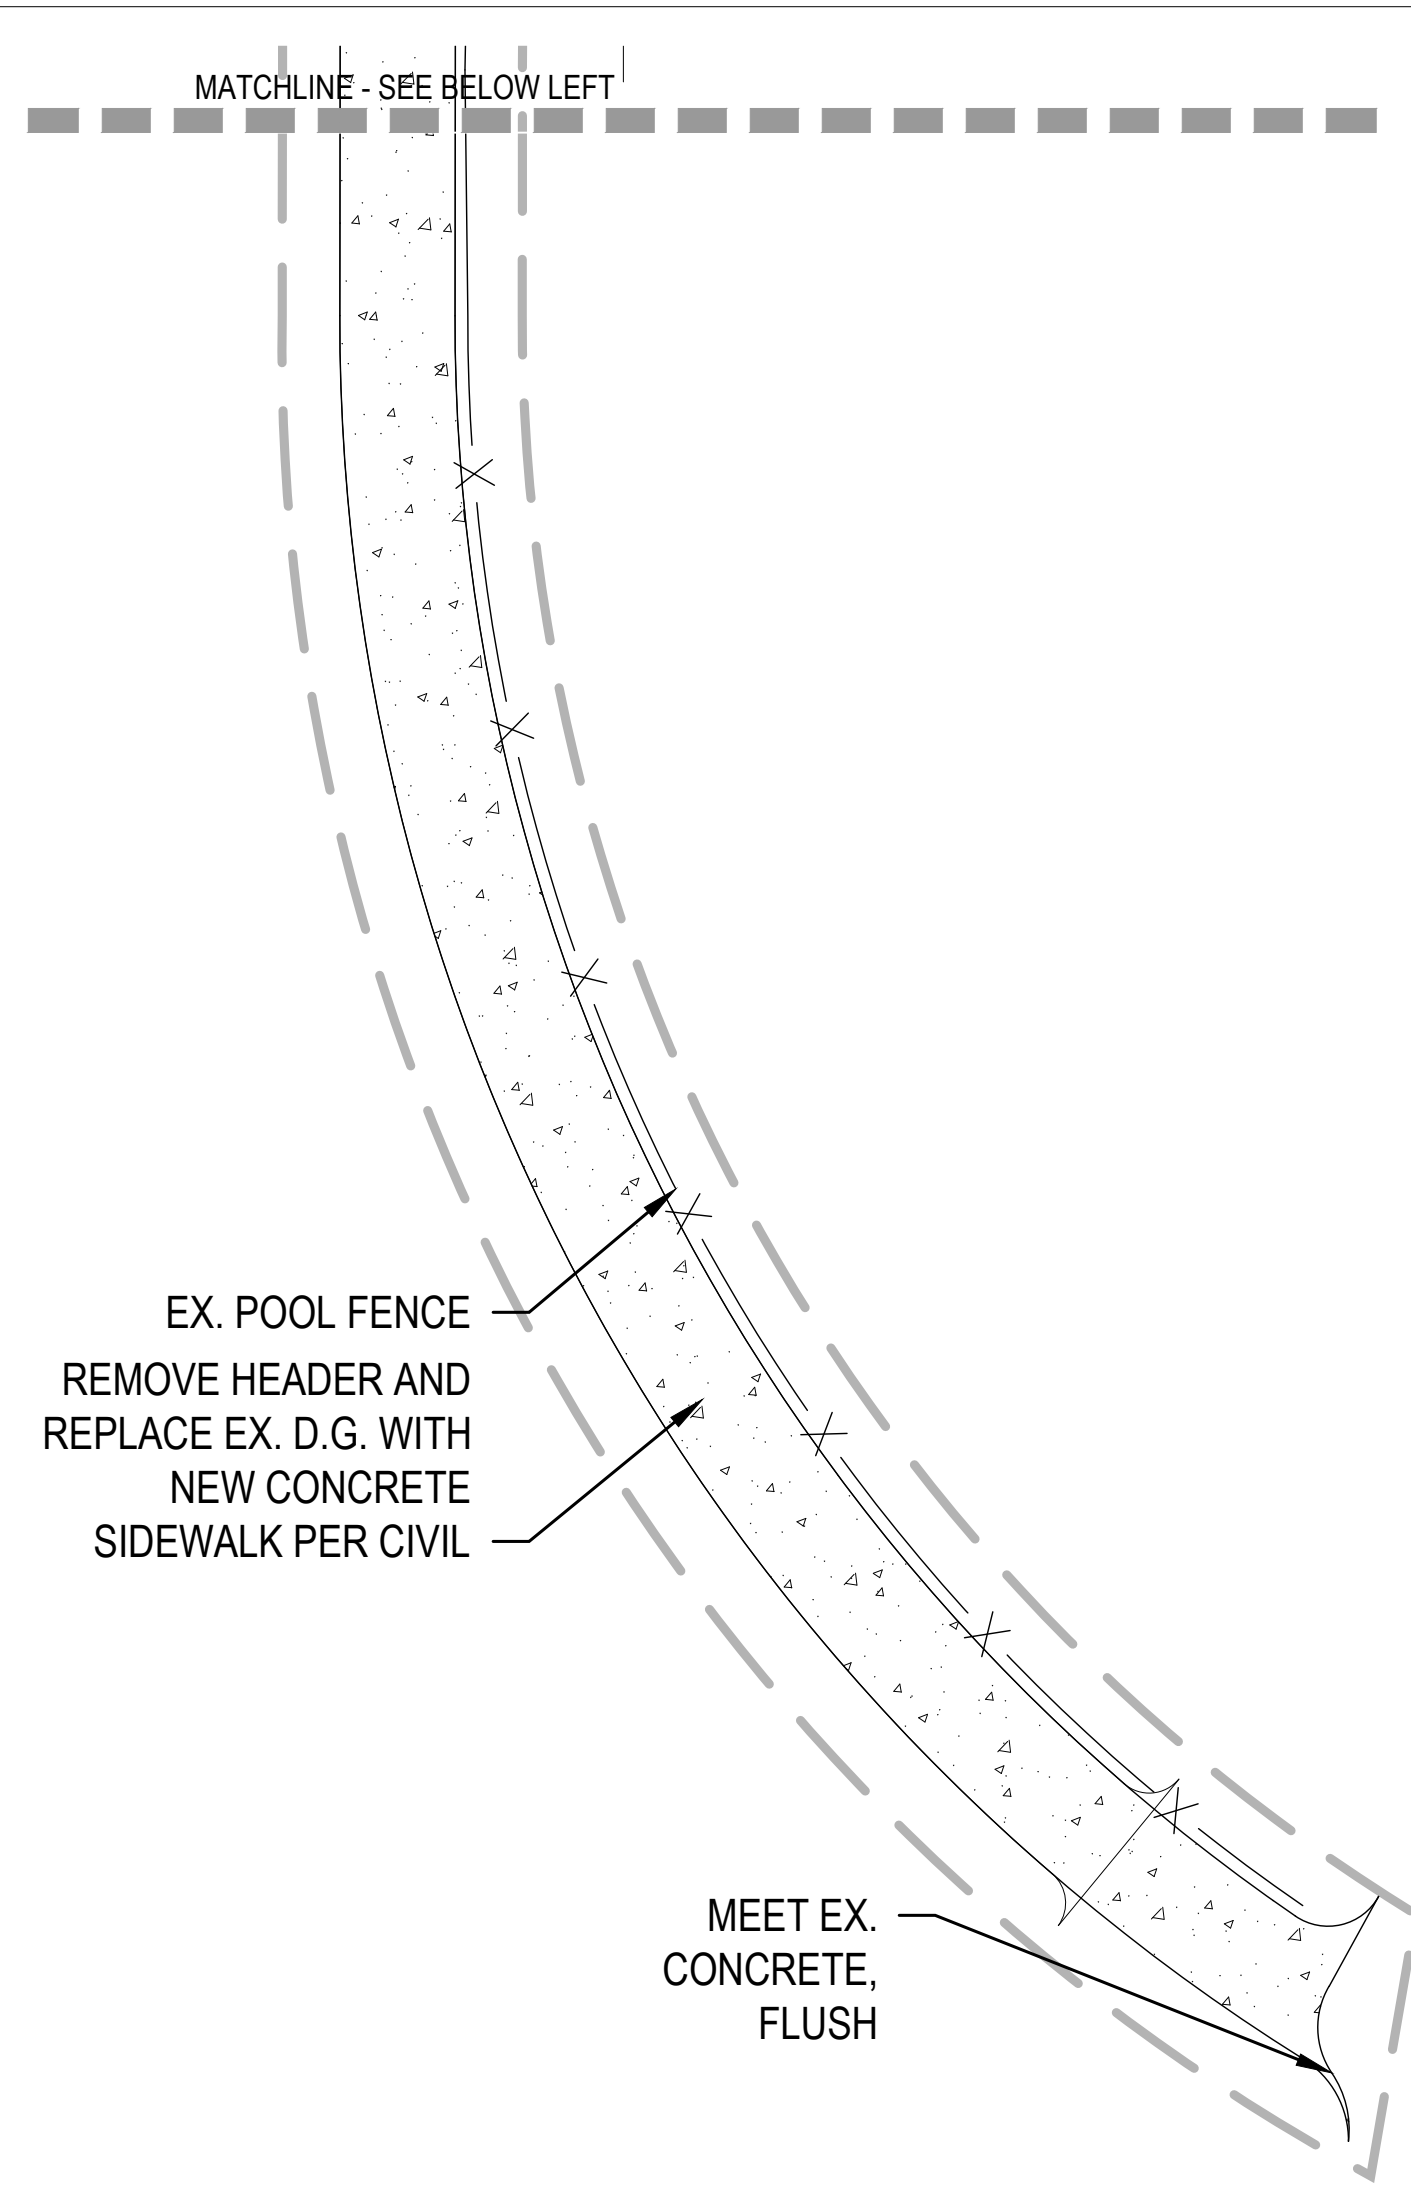 MATCHLINE - SEE BELOW LEFT
EX. POOL FENCE
REMOVE HEADER AND
REPLACE EX. D.G. WITH
NEW CONCRETE
SIDEWALK PER CIVIL
MEET EX.
CONCRETE,
FLUSH